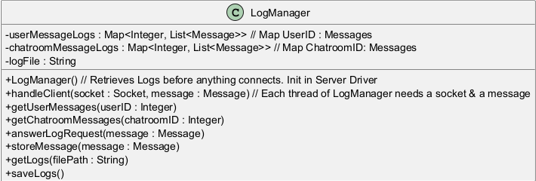 C LogManager
-userMessageLogs : Map<Integer, List<Message>> // Map UserID : Messages
-chatroomMessageLogs : Map<Integer, List<Message>> // Map ChatroomID: Messages
-logFile : String
+LogManager() // Retrieves Logs before anything connects. Init in Server Driver
+handleClient(socket : Socket, message : Message) // Each thread of LogManager needs a socket & a message
+getUserMessages(userID : Integer)
+getChatroomMessages(chatroomID : Integer)
+answerLogRequest(message : Message)
+storeMessage(message : Message)
+getLogs(filePath : String)
+saveLogs()